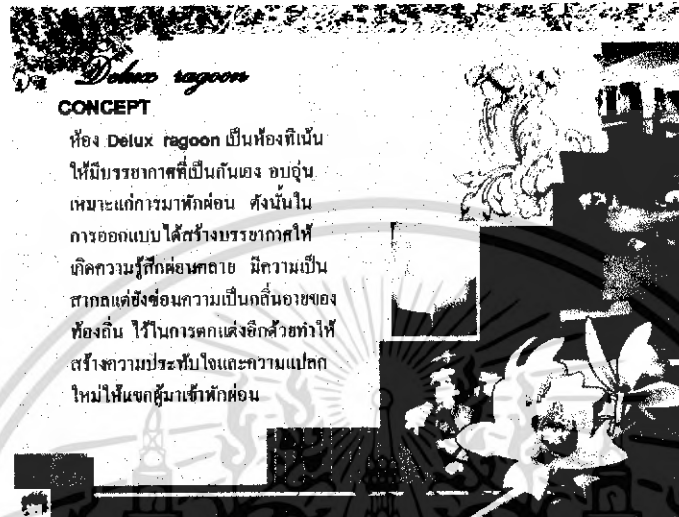 Delux ragoon
CONCEPT
ห้อง Delux ragoon เป็นห้องที่เน้น
ให้มีบรรยากาศที่เป็นกันเอง อบอุ่น
เหมาะแก่การมาพักผ่อน ดังนั้นใน
การออกแบบได้สร้างบรรยากาศให้
เกิดความรู้สึกผ่อนคลาย มีความเป็น
สากลแต่ยังซ่อนความเป็นกลิ่นอายของ
ท้องถิ่น ไว้ในการตกแต่งอีกด้วยทำให้
สร้างความประทับใจและความแปลก
ใหม่ให้แขกผู้มาเข้าพักผ่อน